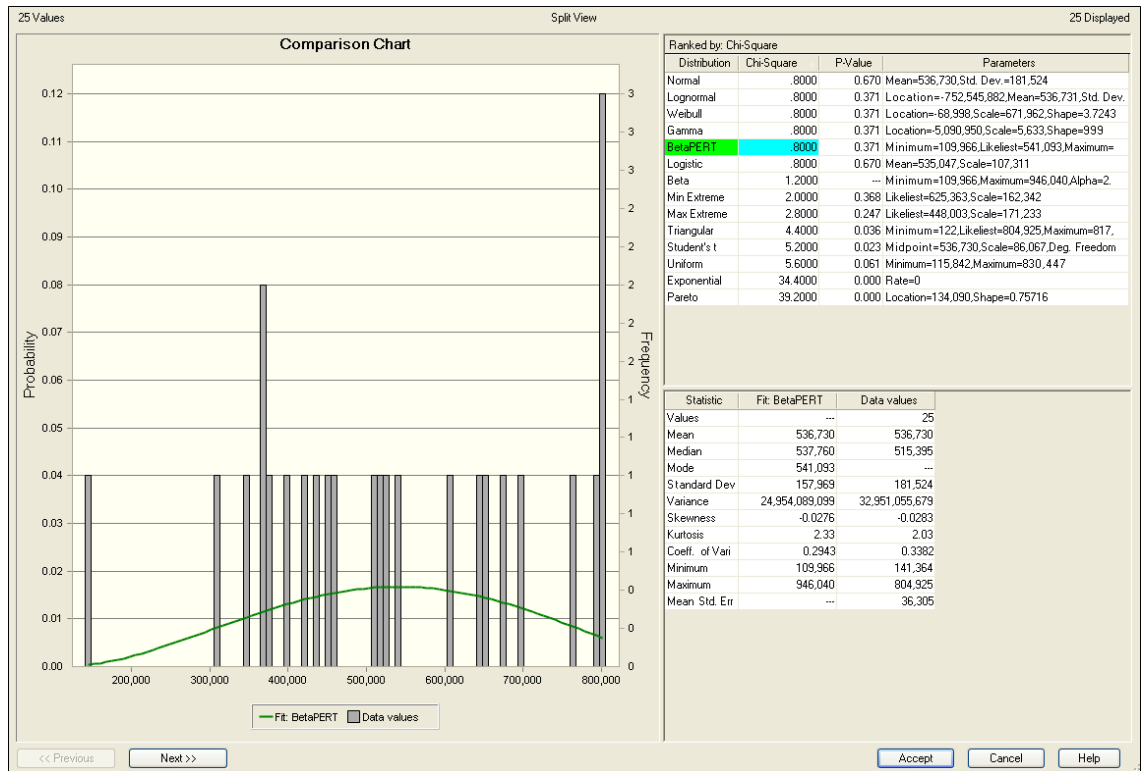 25 Values
Split View
25 Displayed
Comparison Chart
0.12
0.11
0.10
0.09
0.08
0.07
0.06
0.05
0.04
0.03
0.02
0.01
0.00
Probability
3
3
3
2
2
2
2
2
1
1
1
1
1
0
0
0
Frequency
200,000
300,000
400,000
500,000
600,000
700,000
800,000
Fit: BetaPERT
Data values
Ranked by: Chi-Square
Distribution Chi-Square P-Value Parameters
Normal .8000 0.670 Mean=536,730,Std. Dev.=181,524
Lognormal .8000 0.371 Location=-752,545,882,Mean=536,731,Std. Dev.
Weibull .8000 0.371 Location=-68,998,Scale=671,962,Shape=3.7243
Gamma .8000 0.371 Location=-5,090,950,Scale=5,633,Shape=999
BetaPERT .8000 0.371 Minimum=109,966,Likeliest=541,093,Maximum=
Logistic .8000 0.670 Mean=535,047,Scale=107,311
Beta 1.2000 --- Minimum=109,966,Maximum=946,040,Alpha=2.
Min Extreme 2.0000 0.368 Likeliest=625,363,Scale=162,342
Max Extreme 2.8000 0.247 Likeliest=448,003,Scale=171,233
Triangular 4.4000 0.036 Minimum=122,Likeliest=804,925,Maximum=817,
Student's t 5.2000 0.023 Midpoint=536,730,Scale=86,067,Deg. Freedom
Uniform 5.6000 0.061 Minimum=115,842,Maximum=830,447
Exponential 34.4000 0.000 Rate=0
Pareto 39.2000 0.000 Location=134,090,Shape=0.75716
Statistic Fit: BetaPERT Data values
Values --- 25
Mean 536,730 536,730
Median 537,760 515,395
Mode 541,093 ---
Standard Dev 157,969 181,524
Variance 24,954,089,099 32,951,055,679
Skewness -0.0276 -0.0283
Kurtosis 2.33 2.03
Coeff. of Vari 0.2943 0.3382
Minimum 109,966 141,364
Maximum 946,040 804,925
Mean Std. Err --- 36,305
<< Previous
Next >>
Accept
Cancel
Help